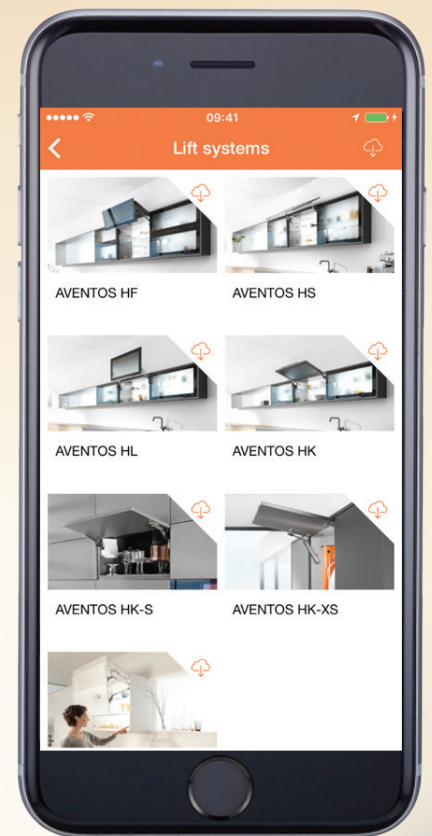 09:41
Lift systems
AVENTOS HF
AVENTOS HS
AVENTOS HL
AVENTOS HK
AVENTOS HK-S
AVENTOS HK-XS